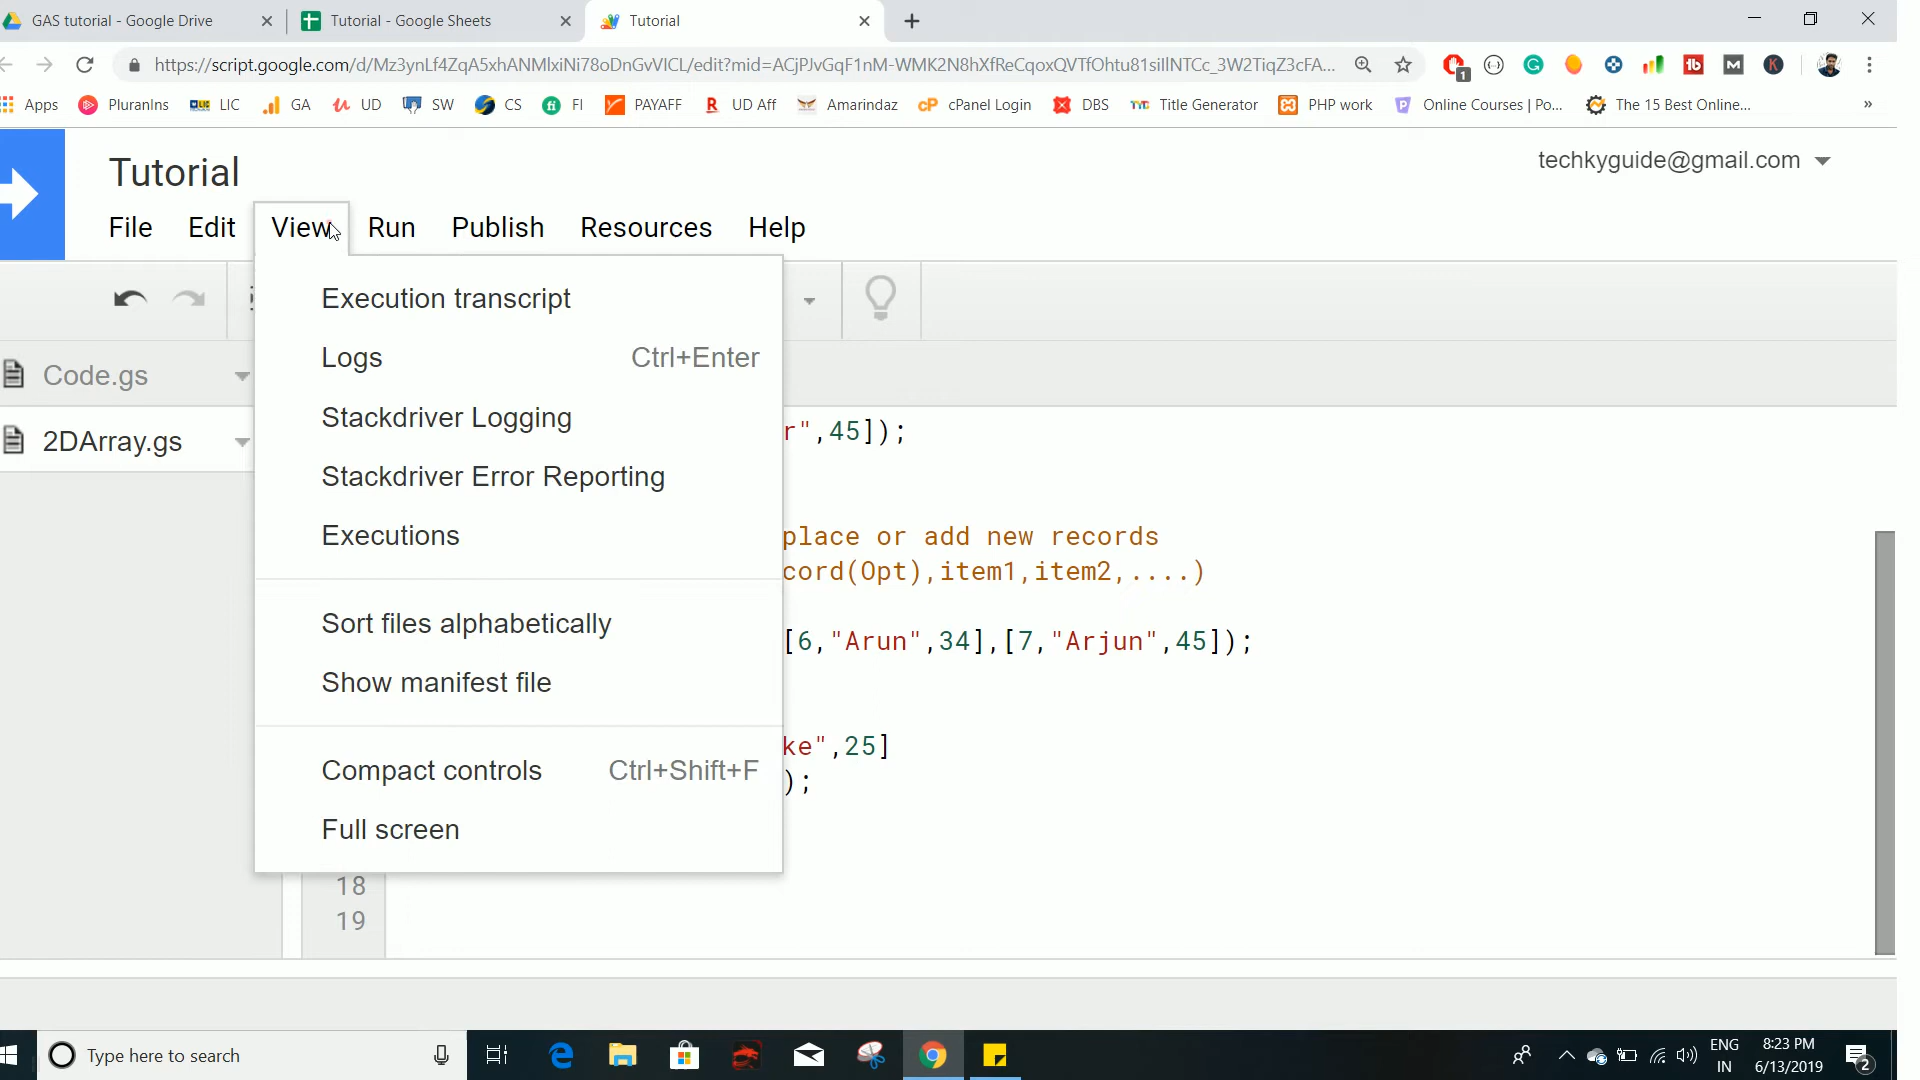 GAS tutorial - Google Drive
Tutorial - Google Sheets
Tutorial
https://script.google.com/d/Mz3ynLf4ZqA5xhANMlxiNi78oDnGvVICL/edit?mid=ACjPJvGqF1nM-WMK2N8hXfReCqoxQVTfOhtu81siIlNTCc_3W2TiqZ3cFA...
1
Apps
PluranIns
LIC
GA
UD
SW
CS
FI
PAYAFF
UD Aff
Amarindaz
cPanel Login
DBS
Title Generator
PHP work
Online Courses | Po...
The 15 Best Online...
»
Tutorial
techkyguide@gmail.com
File Edit View Run Publish Resources Help
Execution transcript
Logs Ctrl+Enter
Stackdriver Logging
Stackdriver Error Reporting
Executions
Sort files alphabetically
Show manifest file
Compact controls Ctrl+Shift+F
Full screen
Code.gs
2DArray.gs
r",45]);
place or add new records
cord(Opt),item1,item2,....)
[6,"Arun",34],[7,"Arjun",45]);
ke",25]
);
18
19
Type here to search
ENG
IN
8:23 PM
6/13/2019
2